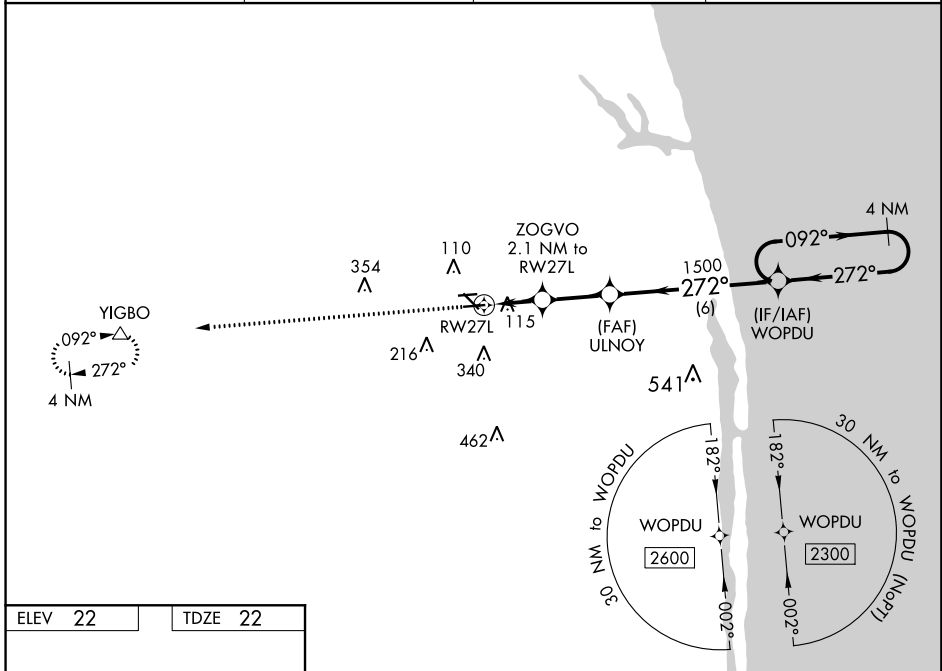 4 NM
092°
272°
ZOGVO
2.1 NM to
RW27L
110
1500
272°
(6)
354
(IF/IAF)
WOPDU
YIGBO
RW27L
115
(FAF)
ULNOY
092°
272°
4 NM
216
340
541
462
30 NM to WOPDU
182°
WOPDU
2600
002°
30 NM to WOPDU (NoPT)
182°
WOPDU
2300
002°
ELEV 22
TDZE 22